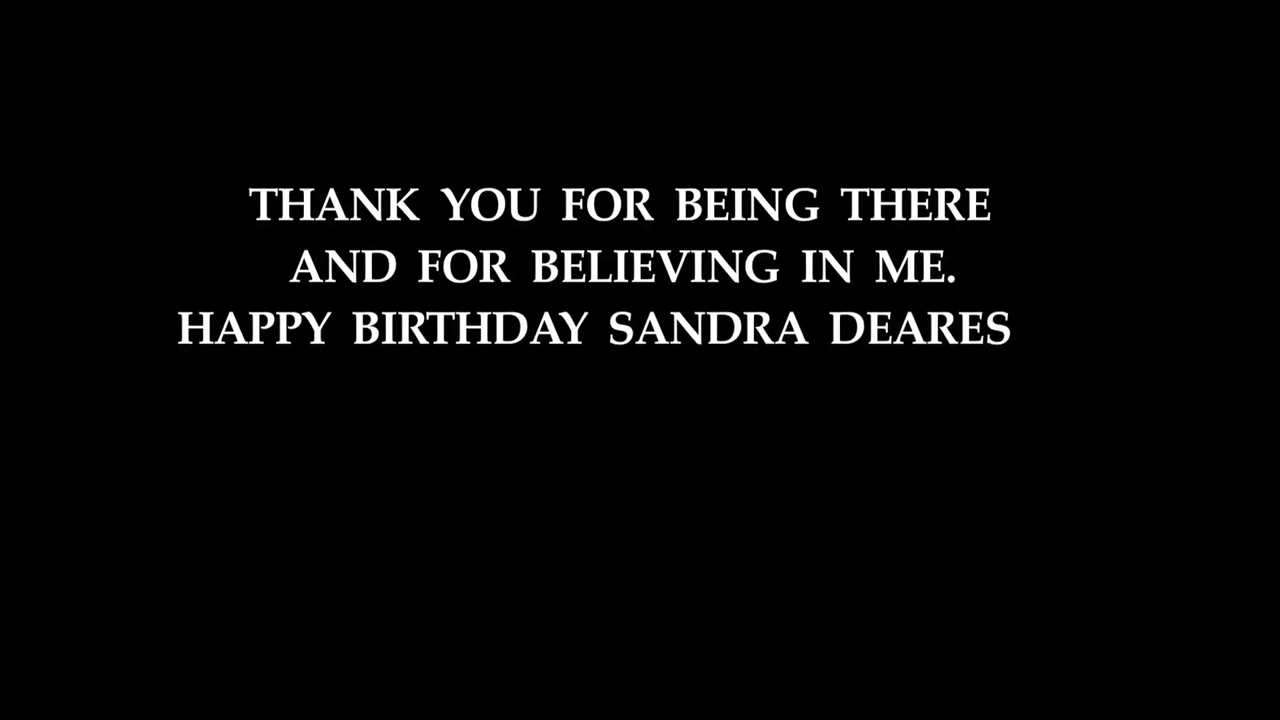 THANK YOU FOR BEING THERE
AND FOR BELIEVING IN ME.
HAPPY BIRTHDAY SANDRA DEARES